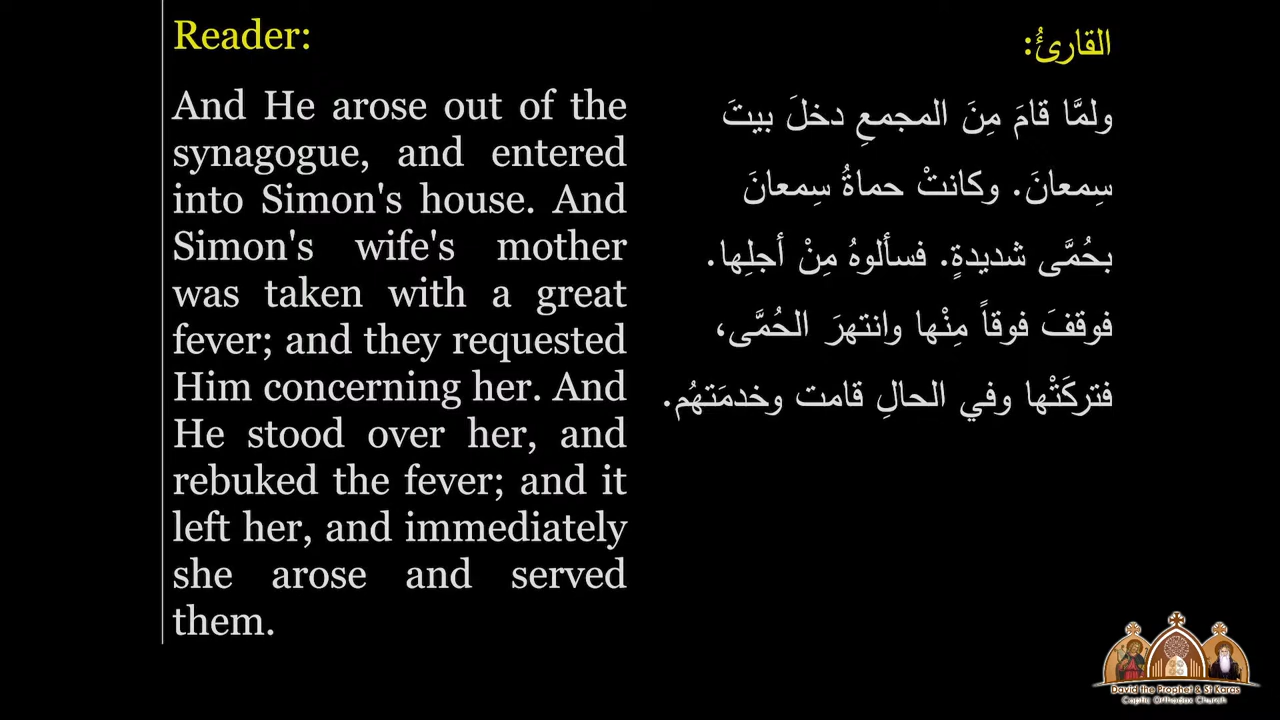 Reader:
And He arose out of the
synagogue, and entered
into Simon's house. And
Simon's wife's mother
was taken with a great
fever; and they requested
Him concerning her. And
He stood over her, and
rebuked the fever; and it
left her, and immediately
she arose and served
them.
القارئُ:
ولمَّا قامَ مِنَ المجمعِ دخلَ بيتَ
سِمعانَ. وكانتْ حماةُ سِمعانَ
بحُمَّى شديدةٍ. فسألوهُ مِنْ أجلِها.
فوقفَ فوقاً مِنْها وانتهرَ الحُمَّى،
فتركَتْها وفي الحالِ قامت وخدمَتهُم.
David the Prophet & St Karas
Coptic Orthodox Church